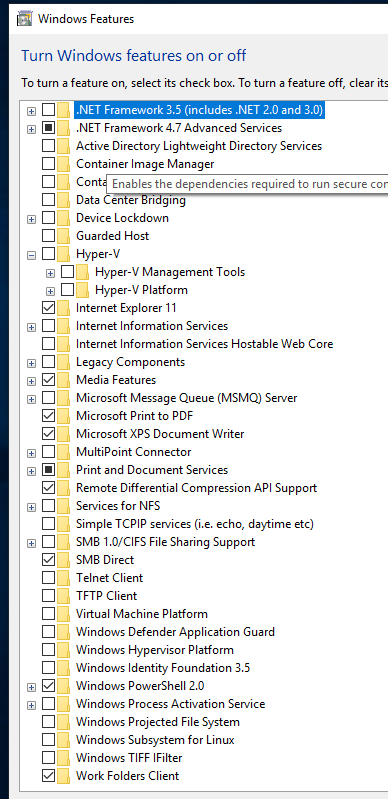 Windows Features
Turn Windows features on or off
To turn a feature on, select its check box. To turn a feature off, clear its
.NET Framework 3.5 (includes .NET 2.0 and 3.0)
.NET Framework 4.7 Advanced Services
Active Directory Lightweight Directory Services
Container Image Manager
Conta
Enables the dependencies required to run secure con
Data Center Bridging
Device Lockdown
Guarded Host
Hyper-V
Hyper-V Management Tools
Hyper-V Platform
Internet Explorer 11
Internet Information Services
Internet Information Services Hostable Web Core
Legacy Components
Media Features
Microsoft Message Queue (MSMQ) Server
Microsoft Print to PDF
Microsoft XPS Document Writer
MultiPoint Connector
Print and Document Services
Remote Differential Compression API Support
Services for NFS
Simple TCPIP services (i.e. echo, daytime etc)
SMB 1.0/CIFS File Sharing Support
SMB Direct
Telnet Client
TFTP Client
Virtual Machine Platform
Windows Defender Application Guard
Windows Hypervisor Platform
Windows Identity Foundation 3.5
Windows PowerShell 2.0
Windows Process Activation Service
Windows Projected File System
Windows Subsystem for Linux
Windows TIFF IFilter
Work Folders Client